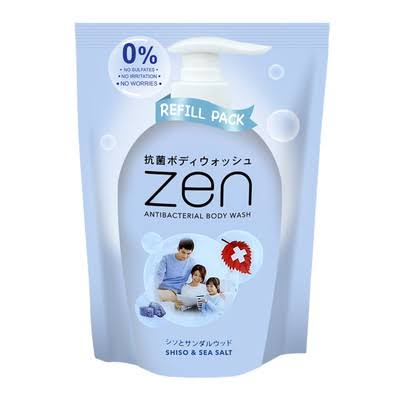 0%
• NO SULFATES •
• NO IRRITATION •
• NO WORRIES •
REFILL PACK
抗菌ボディウォッシュ
zen
ANTIBACTERIAL BODY WASH
シソとサンダルウッド
SHISO & SEA SALT